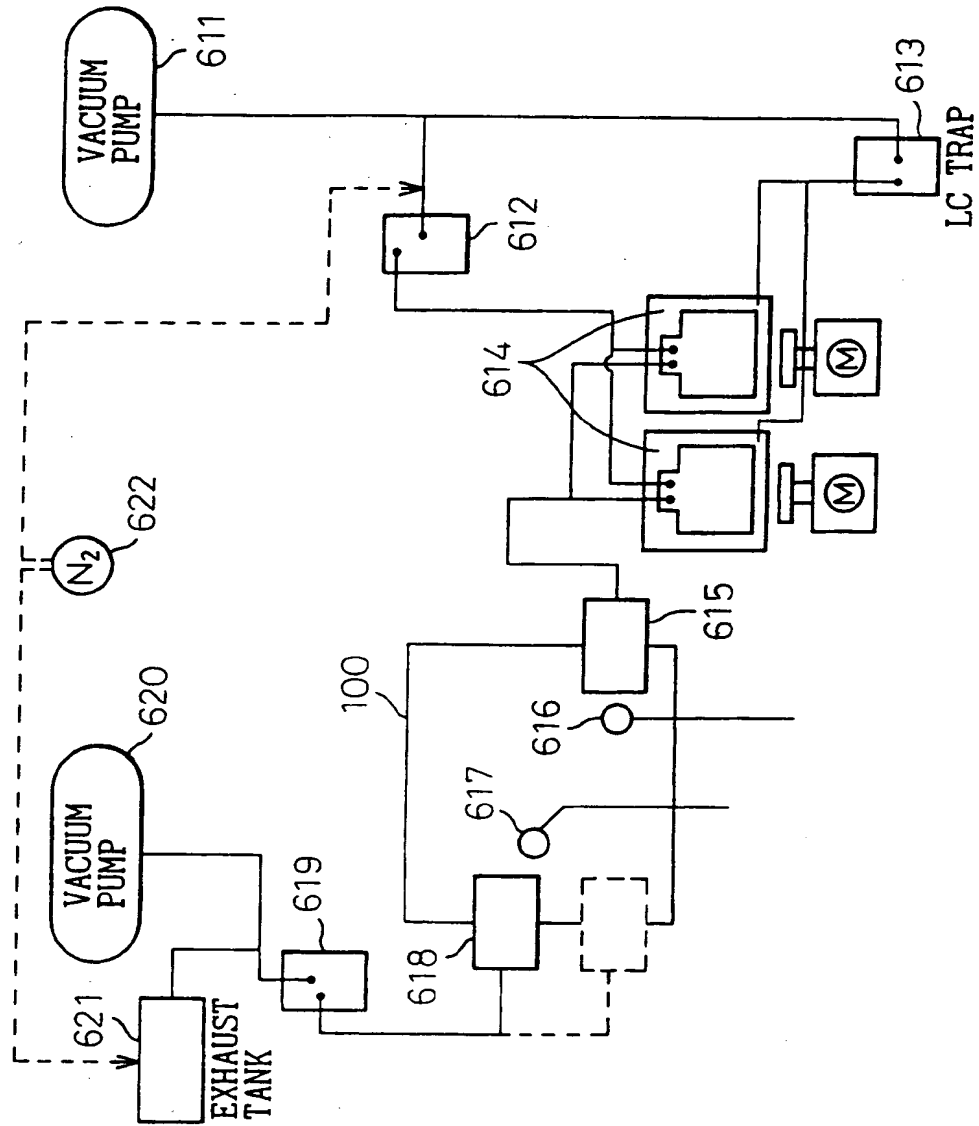 VACUUM
PUMP
611
VACUUM
PUMP
620
N2
622
621
EXHAUST
TANK
619
618
617
616
100
615
614
612
613
LC TRAP
M
M